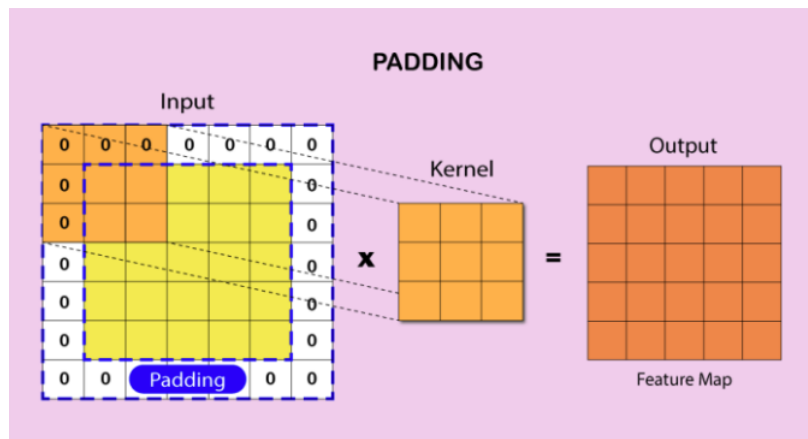 PADDING
Input
Kernel
Output
0 0 0 0 0 0 0
0 0
0 0
0 0
x
=
0 0
0 0
0 0 Padding 0 0
Feature Map